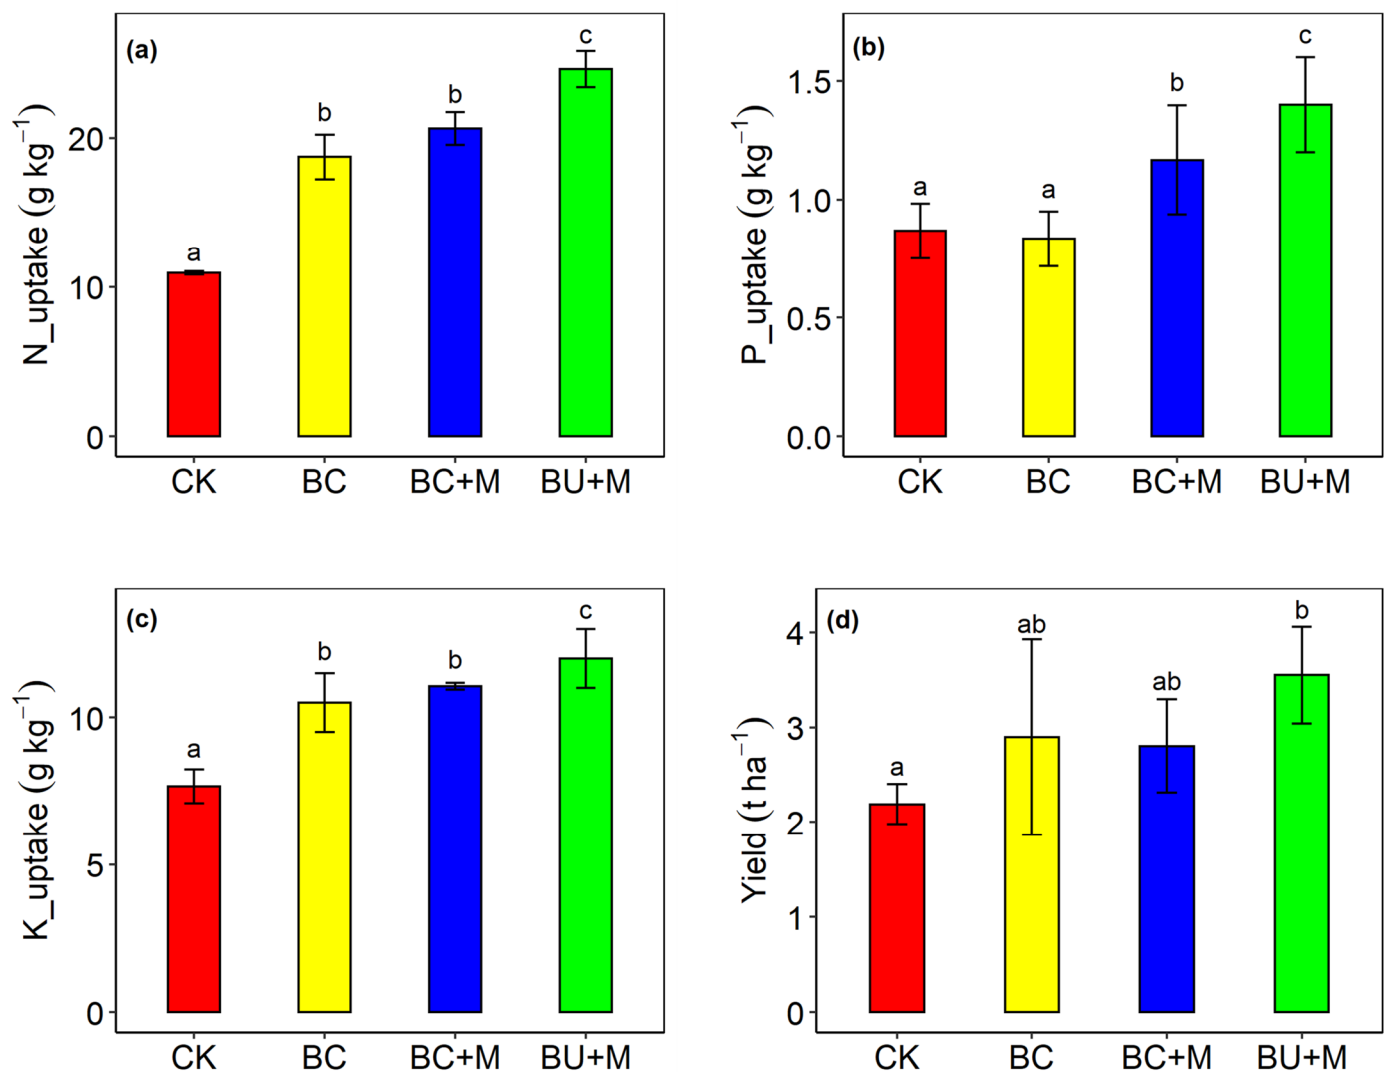 (a)
N_uptake (g kg⁻¹)
20
10
0
a
b
b
c
CK BC BC+M BU+M
(b)
P_uptake (g kg⁻¹)
1.5
1.0
0.5
0.0
a
a
b
c
CK BC BC+M BU+M
(c)
K_uptake (g kg⁻¹)
10
5
0
a
b
b
c
CK BC BC+M BU+M
(d)
Yield (t ha⁻¹)
4
3
2
1
0
a
ab
ab
b
CK BC BC+M BU+M